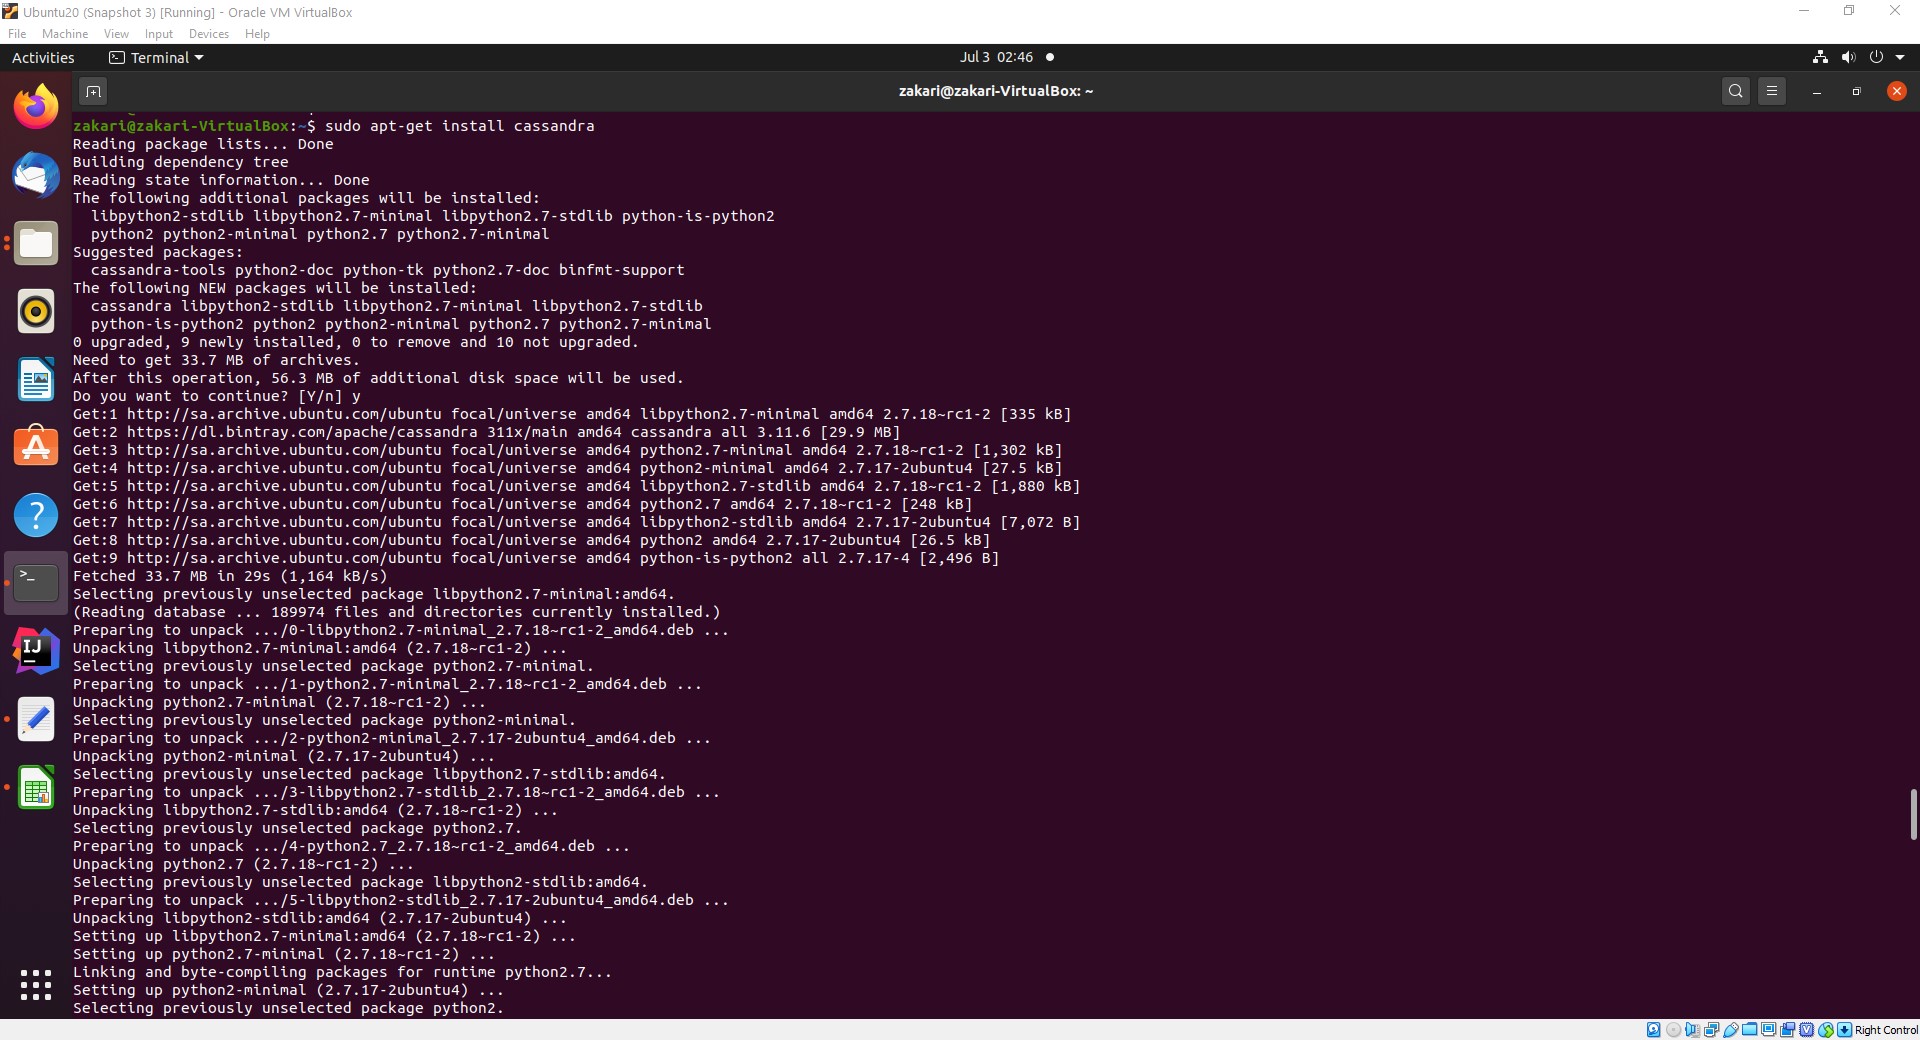 Ubuntu20 (Snapshot 3) [Running] - Oracle VM VirtualBox
File Machine View Input Devices Help
Activities Terminal Jul 3 02:46
zakari@zakari-VirtualBox: ~
zakari@zakari-VirtualBox:~$ sudo apt-get install cassandra
Reading package lists... Done
Building dependency tree
Reading state information... Done
The following additional packages will be installed:
  libpython2-stdlib libpython2.7-minimal libpython2.7-stdlib python-is-python2
  python2 python2-minimal python2.7 python2.7-minimal
Suggested packages:
  cassandra-tools python2-doc python-tk python2.7-doc binfmt-support
The following NEW packages will be installed:
  cassandra libpython2-stdlib libpython2.7-minimal libpython2.7-stdlib
  python-is-python2 python2 python2-minimal python2.7 python2.7-minimal
0 upgraded, 9 newly installed, 0 to remove and 10 not upgraded.
Need to get 33.7 MB of archives.
After this operation, 56.3 MB of additional disk space will be used.
Do you want to continue? [Y/n] y
Get:1 http://sa.archive.ubuntu.com/ubuntu focal/universe amd64 libpython2.7-minimal amd64 2.7.18~rc1-2 [335 kB]
Get:2 https://dl.bintray.com/apache/cassandra 311x/main amd64 cassandra all 3.11.6 [29.9 MB]
Get:3 http://sa.archive.ubuntu.com/ubuntu focal/universe amd64 python2.7-minimal amd64 2.7.18~rc1-2 [1,302 kB]
Get:4 http://sa.archive.ubuntu.com/ubuntu focal/universe amd64 python2-minimal amd64 2.7.17-2ubuntu4 [27.5 kB]
Get:5 http://sa.archive.ubuntu.com/ubuntu focal/universe amd64 libpython2.7-stdlib amd64 2.7.18~rc1-2 [1,880 kB]
Get:6 http://sa.archive.ubuntu.com/ubuntu focal/universe amd64 python2.7 amd64 2.7.18~rc1-2 [248 kB]
Get:7 http://sa.archive.ubuntu.com/ubuntu focal/universe amd64 libpython2-stdlib amd64 2.7.17-2ubuntu4 [7,072 B]
Get:8 http://sa.archive.ubuntu.com/ubuntu focal/universe amd64 python2 amd64 2.7.17-2ubuntu4 [26.5 kB]
Get:9 http://sa.archive.ubuntu.com/ubuntu focal/universe amd64 python-is-python2 all 2.7.17-4 [2,496 B]
Fetched 33.7 MB in 29s (1,164 kB/s)
Selecting previously unselected package libpython2.7-minimal:amd64.
(Reading database ... 189974 files and directories currently installed.)
Preparing to unpack .../0-libpython2.7-minimal_2.7.18~rc1-2_amd64.deb ...
Unpacking libpython2.7-minimal:amd64 (2.7.18~rc1-2) ...
Selecting previously unselected package python2.7-minimal.
Preparing to unpack .../1-python2.7-minimal_2.7.18~rc1-2_amd64.deb ...
Unpacking python2.7-minimal (2.7.18~rc1-2) ...
Selecting previously unselected package python2-minimal.
Preparing to unpack .../2-python2-minimal_2.7.17-2ubuntu4_amd64.deb ...
Unpacking python2-minimal (2.7.17-2ubuntu4) ...
Selecting previously unselected package libpython2.7-stdlib:amd64.
Preparing to unpack .../3-libpython2.7-stdlib_2.7.18~rc1-2_amd64.deb ...
Unpacking libpython2.7-stdlib:amd64 (2.7.18~rc1-2) ...
Selecting previously unselected package python2.7.
Preparing to unpack .../4-python2.7_2.7.18~rc1-2_amd64.deb ...
Unpacking python2.7 (2.7.18~rc1-2) ...
Selecting previously unselected package libpython2-stdlib:amd64.
Preparing to unpack .../5-libpython2-stdlib_2.7.17-2ubuntu4_amd64.deb ...
Unpacking libpython2-stdlib:amd64 (2.7.17-2ubuntu4) ...
Setting up libpython2.7-minimal:amd64 (2.7.18~rc1-2) ...
Setting up python2.7-minimal (2.7.18~rc1-2) ...
Linking and byte-compiling packages for runtime python2.7...
Setting up python2-minimal (2.7.17-2ubuntu4) ...
Selecting previously unselected package python2.
Right Control